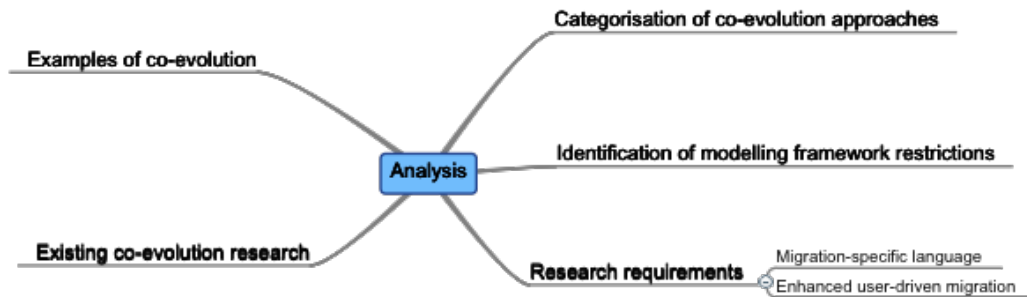 Categorisation of co-evolution approaches
Examples of co-evolution
Identification of modelling framework restrictions
Analysis
Existing co-evolution research
Migration-specific language
Research requirements
Enhanced user-driven migration